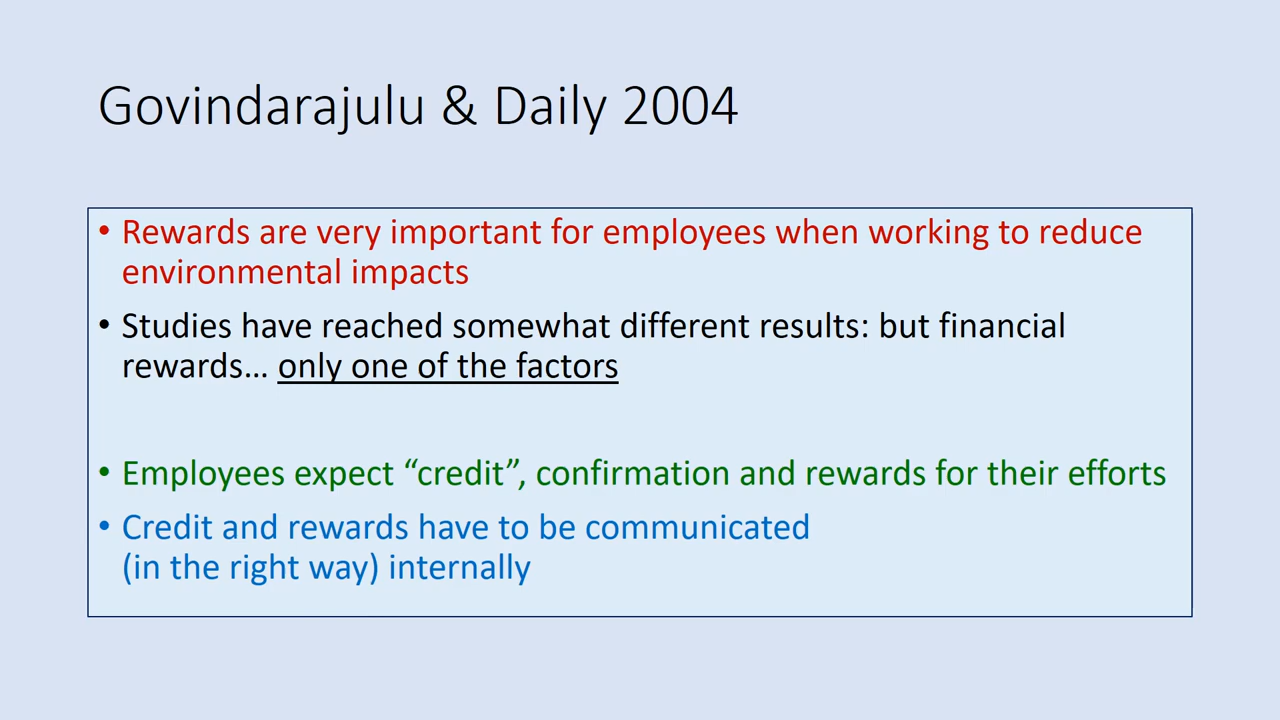 Govindarajulu & Daily 2004
• Rewards are very important for employees when working to reduce
environmental impacts
• Studies have reached somewhat different results: but financial
rewards... only one of the factors
• Employees expect “credit”, confirmation and rewards for their efforts
• Credit and rewards have to be communicated
(in the right way) internally